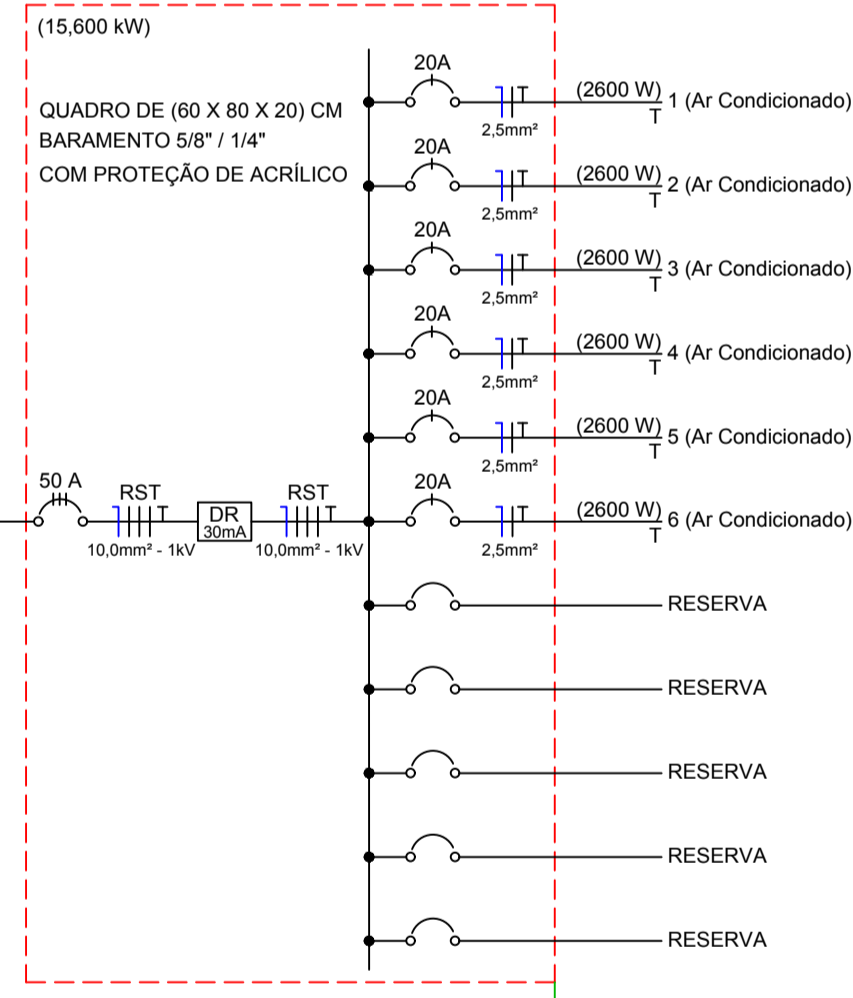 (15,600 kW)
QUADRO DE (60 X 80 X 20) CM
BARAMENTO 5/8" / 1/4"
COM PROTEÇÃO DE ACRÍLICO
20A
2,5mm²
T
(2600 W)
T
1 (Ar Condicionado)
20A
2,5mm²
T
(2600 W)
T
2 (Ar Condicionado)
20A
2,5mm²
T
(2600 W)
T
3 (Ar Condicionado)
20A
2,5mm²
T
(2600 W)
T
4 (Ar Condicionado)
20A
2,5mm²
T
(2600 W)
T
5 (Ar Condicionado)
50 A
RST
T
10,0mm² - 1kV
DR
30mA
RST
T
10,0mm² - 1kV
20A
2,5mm²
T
(2600 W)
T
6 (Ar Condicionado)
RESERVA
RESERVA
RESERVA
RESERVA
RESERVA